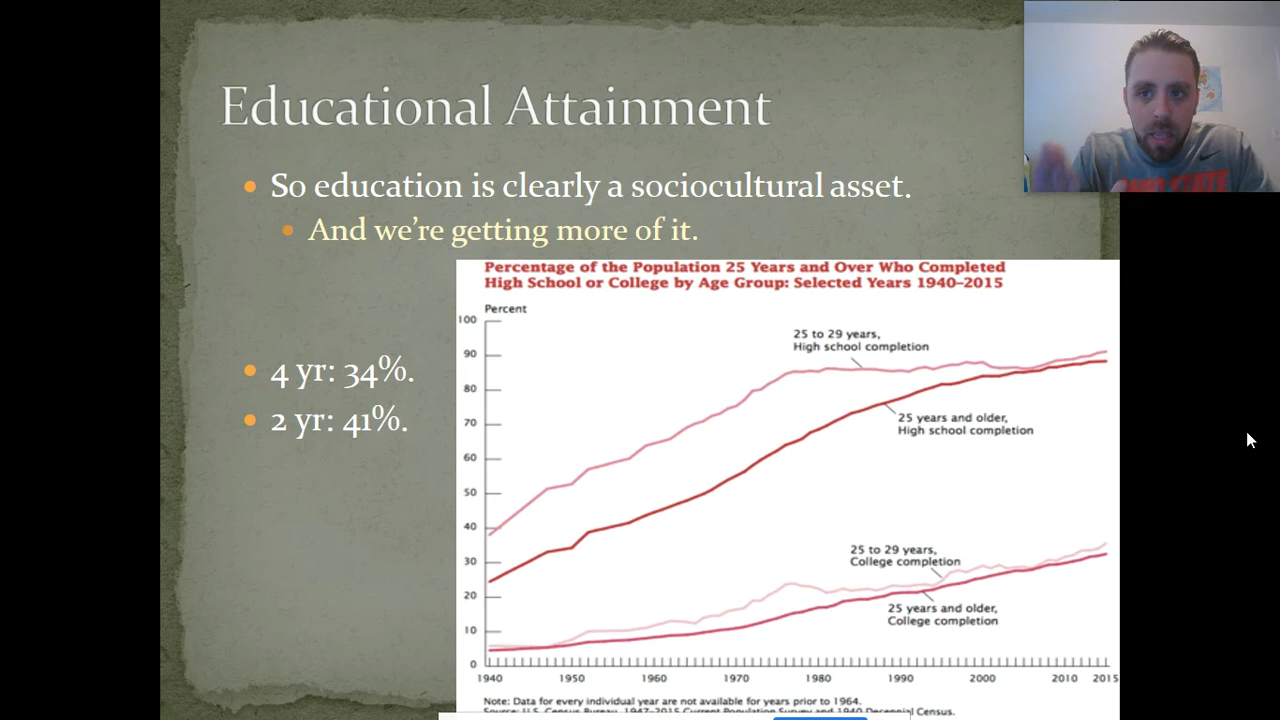 Educational Attainment
So education is clearly a sociocultural asset.
And we're getting more of it.
4 yr: 34%.
2 yr: 41%.
Percentage of the Population 25 Years and Over Who Completed
High School or College by Age Group: Selected Years 1940–2015
Percent
100
90
80
70
60
50
40
30
20
10
0
25 to 29 years,
High school completion
25 years and older,
High school completion
25 to 29 years,
College completion
25 years and older,
College completion
1940 1950 1960 1970 1980 1990 2000 2010 2015
Note: Data for every individual year are not available for years prior to 1964.
Source: U.S. Census Bureau, 1947–2015 Current Population Survey and 1940 Decennial Census.
OHIO STATE